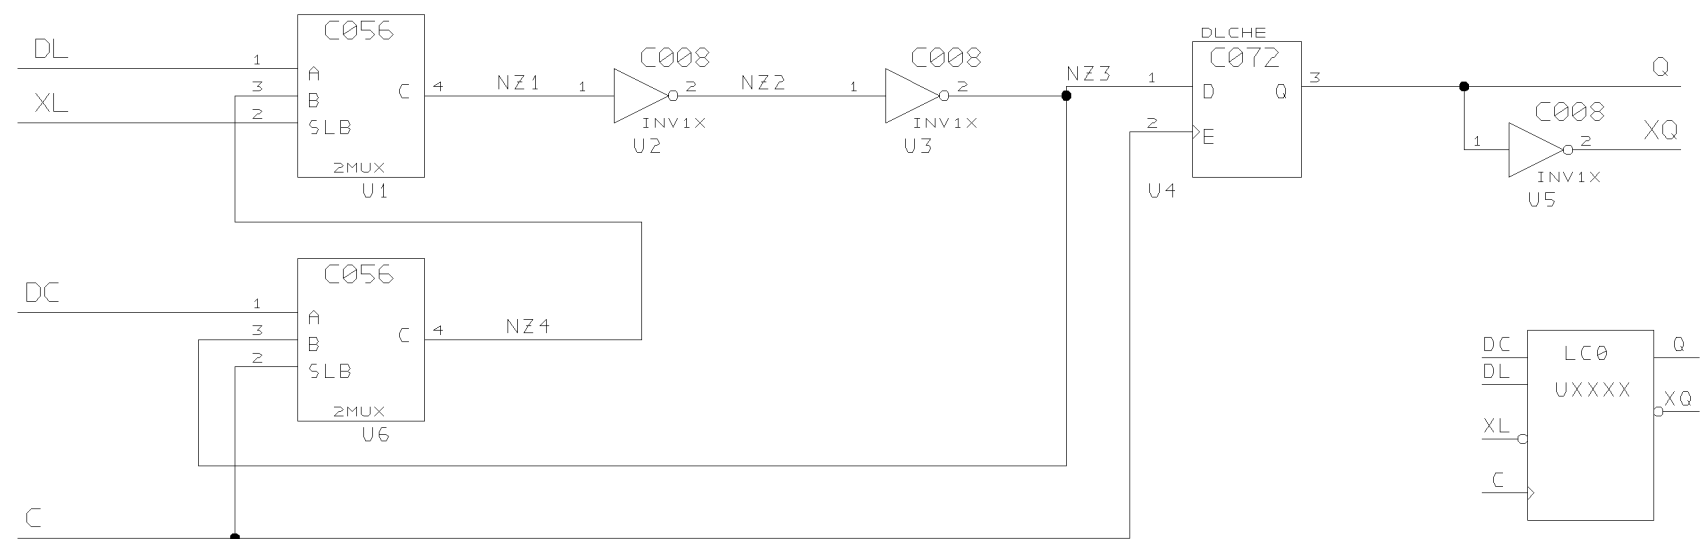 DL
XL
C056
1
3
2
A
B
SLB
C
4
2MUX
U1
NZ1
1
C008
2
INV1X
U2
NZ2
1
C008
2
INV1X
U3
NZ3
DLCHE
C072
1
2
D
E
Q
3
U4
Q
C008
1
2
XQ
INV1X
U5
DC
C056
1
3
2
A
B
SLB
C
4
2MUX
U6
NZ4
C
DC
DL
XL
C
LC0
UXXXX
Q
XQ